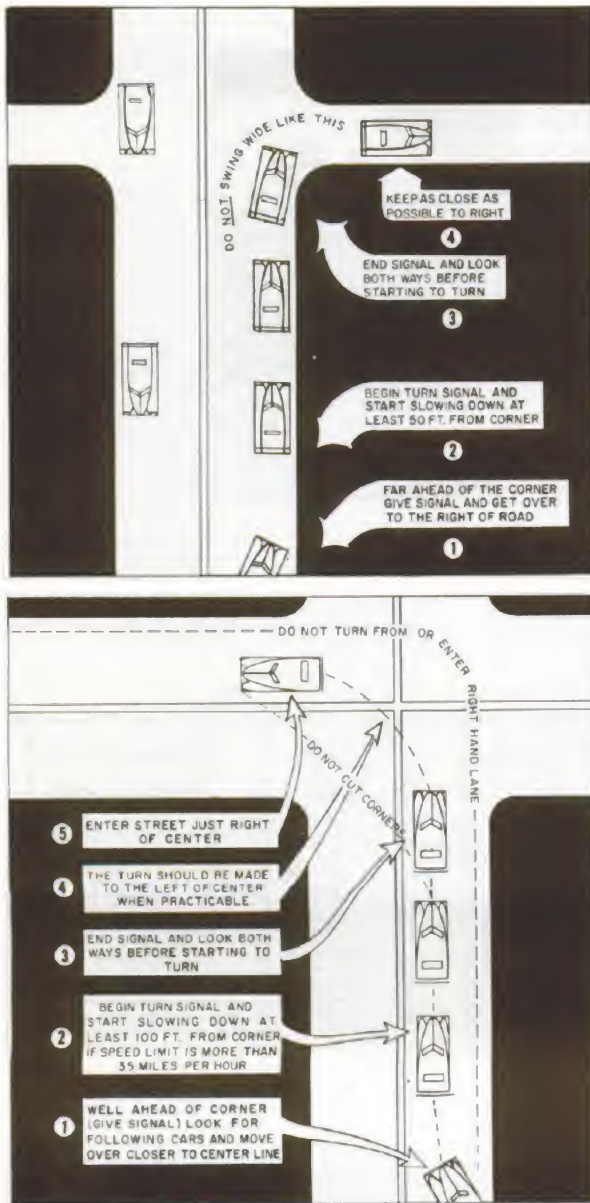 DO NOT SWING WIDE LIKE THIS
KEEP AS CLOSE AS
POSSIBLE TO RIGHT
4
END SIGNAL AND LOOK
BOTH WAYS BEFORE
STARTING TO TURN
3
BEGIN TURN SIGNAL AND
START SLOWING DOWN AT
LEAST 50 FT. FROM CORNER
2
FAR AHEAD OF THE CORNER
GIVE SIGNAL AND GET OVER
TO THE RIGHT OF ROAD
1
DO NOT TURN FROM OR ENTER RIGHT HAND LANE
DO NOT CUT CORNERS
5
ENTER STREET JUST RIGHT
OF CENTER
4
THE TURN SHOULD BE MADE
TO THE LEFT OF CENTER
WHEN PRACTICABLE
3
END SIGNAL AND LOOK BOTH
WAYS BEFORE STARTING TO
TURN
2
BEGIN TURN SIGNAL AND
START SLOWING DOWN AT
LEAST 100 FT. FROM CORNER
IF SPEED LIMIT IS MORE THAN
35 MILES PER HOUR
1
WELL AHEAD OF CORNER
(GIVE SIGNAL) LOOK FOR
FOLLOWING CARS AND MOVE
OVER CLOSER TO CENTER LINE